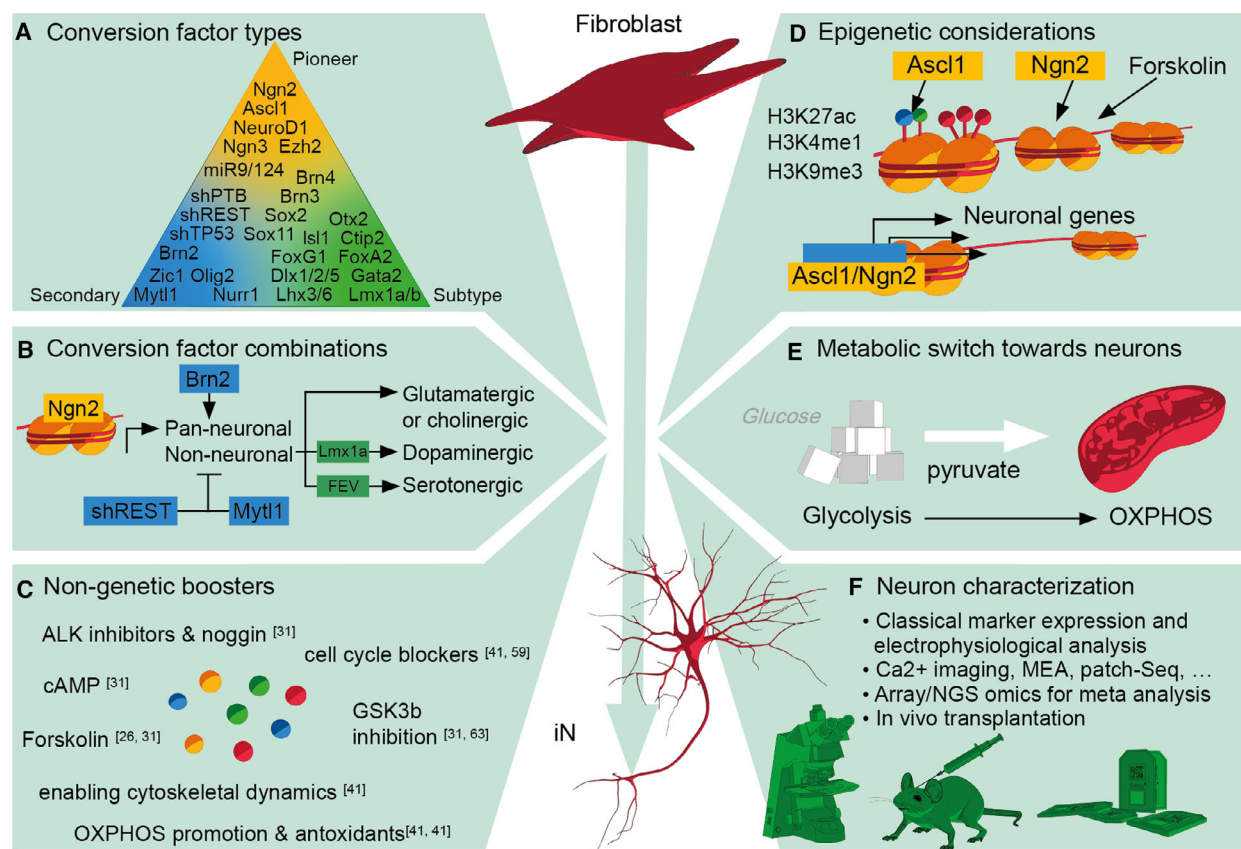 Fibroblast
A Conversion factor types
Pioneer
Ngn2
Ascl1
NeuroD1
Ngn3 Ezh2
miR9/124
Brn4
shPTB
Brn3
shREST Sox2
Otx2
shTP53 Sox11
Isl1 Ctip2
Brn2
FoxG1 FoxA2
Zic1 Olig2
Dlx1/2/5 Gata2
Secondary
Mytl1
Nurr1
Lhx3/6
Lmx1a/b
Subtype
B Conversion factor combinations
Brn2
Ngn2
Pan-neuronal
Non-neuronal
Glutamatergic
or cholinergic
Lmx1a
Dopaminergic
FEV
Serotonergic
shREST
Mytl1
C Non-genetic boosters
ALK inhibitors & noggin [31]
cell cycle blockers [41, 59]
cAMP [31]
GSK3b
inhibition [31, 63]
Forskolin [26, 31]
enabling cytoskeletal dynamics [41]
OXPHOS promotion & antoxidants[41, 41]
iN
D Epigenetic considerations
Ascl1
Ngn2
Forskolin
H3K27ac
H3K4me1
H3K9me3
Neuronal genes
Ascl1/Ngn2
E Metabolic switch towards neurons
Glucose
pyruvate
Glycolysis
OXPHOS
F Neuron characterization
• Classical marker expression and
electrophysiological analysis
• Ca2+ imaging, MEA, patch-Seq, …
• Array/NGS omics for meta analysis
• In vivo transplantation